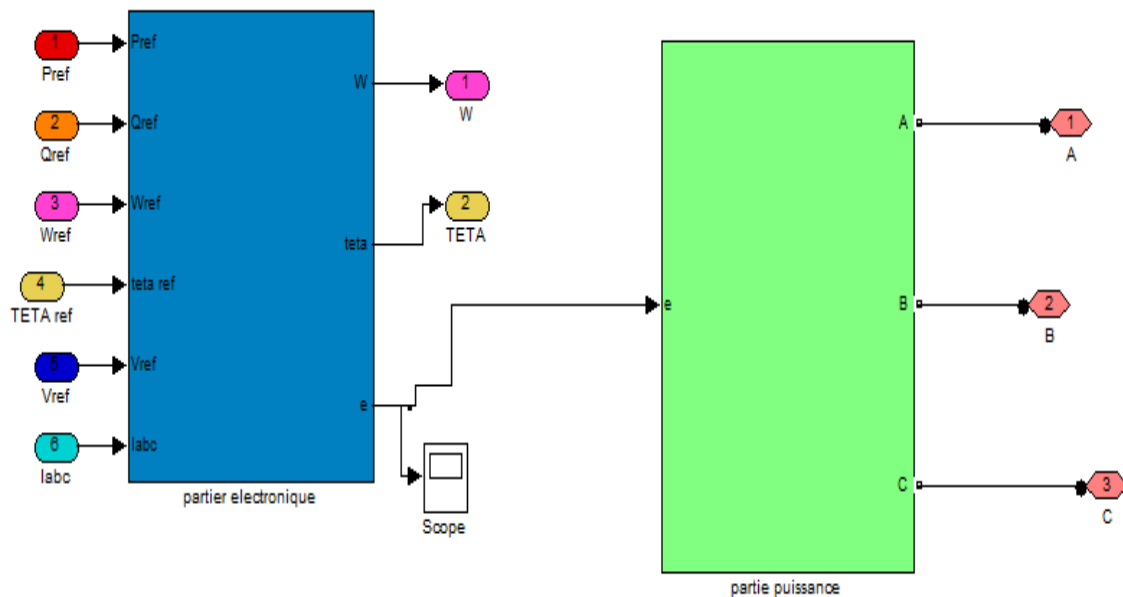 1
Pref
Pref
2
Qref
Qref
3
Wref
Wref
4
TETA ref
teta ref
5
Vref
Vref
6
Iabc
Iabc
W
1
W
teta
2
TETA
e
Scope
partier electronique
e
A
1
A
B
2
B
C
3
C
partie puissance